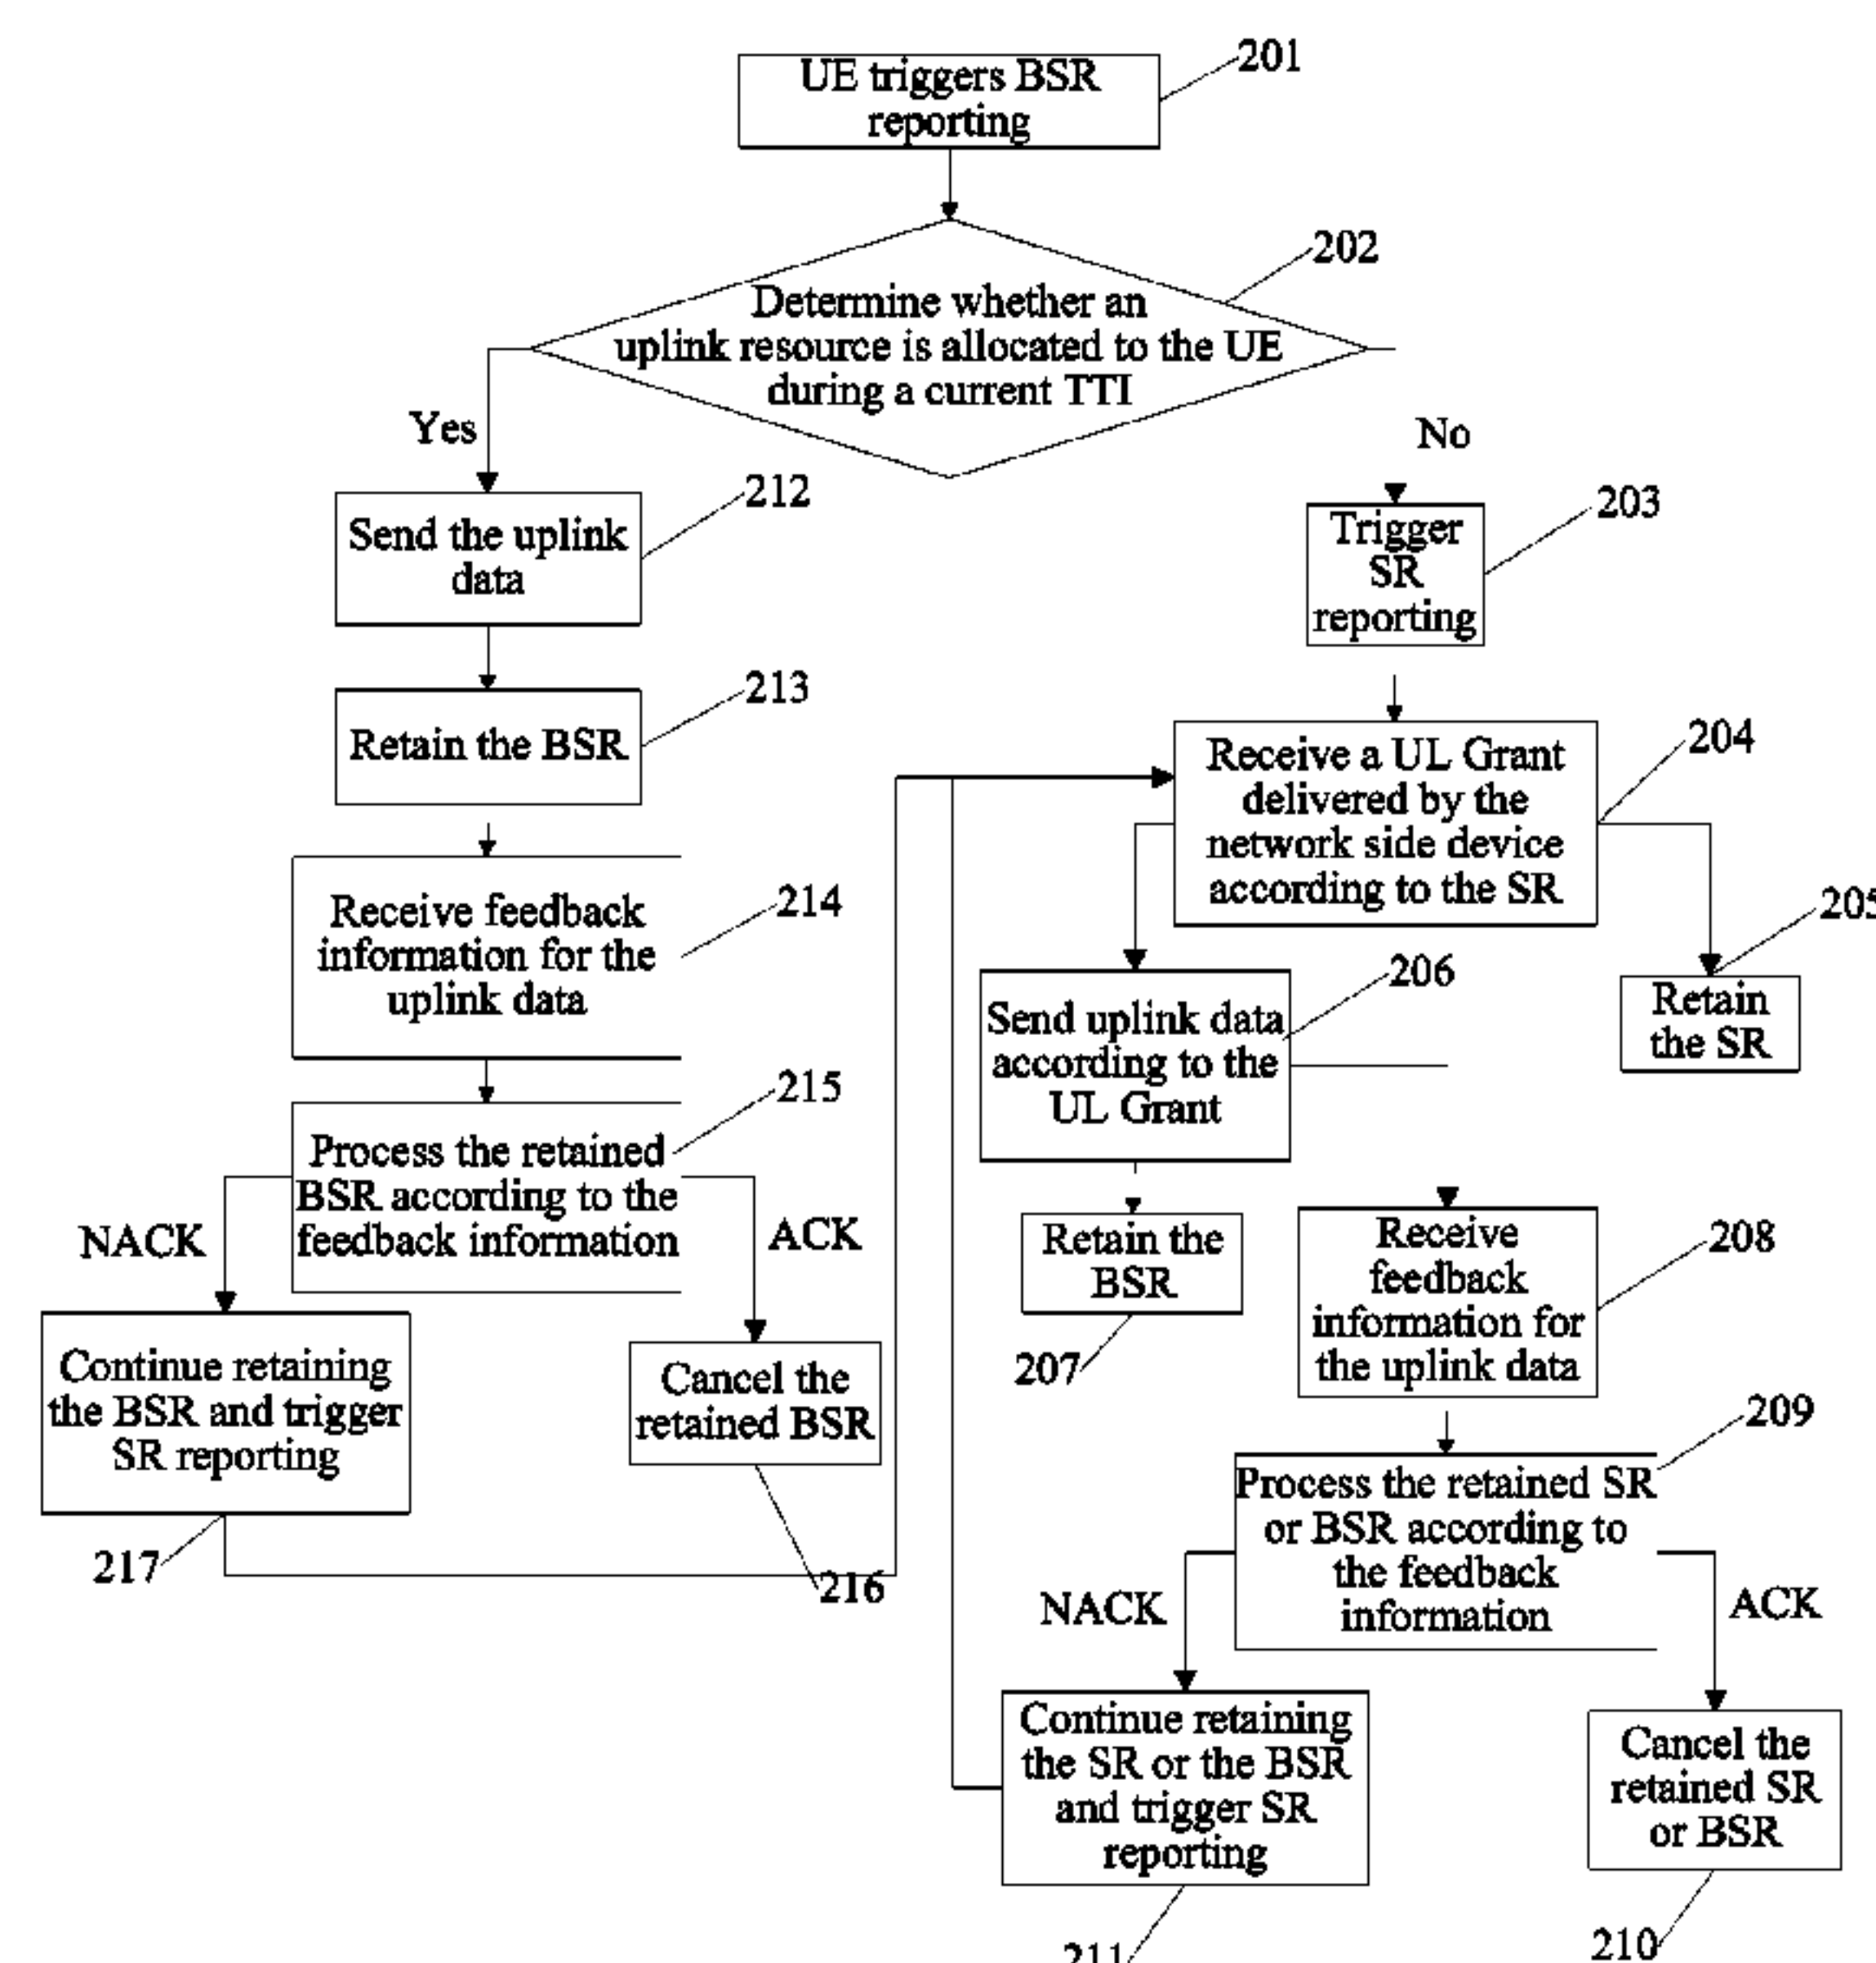 201
UE triggers BSR
reporting
202
Determine whether an
uplink resource is allocated to the UE
during a current TTI
Yes
No
212
Send the uplink
data
203
Trigger
SR
reporting
213
Retain the BSR
204
Receive a UL Grant
delivered by the
network side device
according to the SR
214
Receive feedback
information for the
uplink data
205
Retain
the SR
206
Send uplink data
according to the
UL Grant
215
Process the retained
BSR according to the
feedback information
NACK
ACK
Retain the
BSR
207
208
Receive
feedback
information for
the uplink data
Continue retaining
the BSR and trigger
SR reporting
217
Cancel the
retained BSR
216
209
Process the retained SR
or BSR according to
the feedback
information
NACK
ACK
Continue retaining
the SR or the BSR
and trigger SR
reporting
211
Cancel the
retained SR
or BSR
210